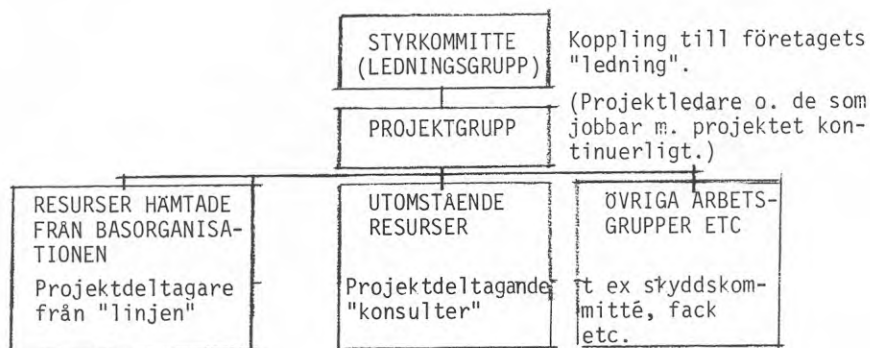 STYRKOMMITTE
(LEDNINGSGRUPP)
Koppling till företagets
"ledning".
PROJEKTGRUPP
(Projektledare o. de som
jobbar m. projektet kon-
tinuerligt.)
RESURSER HÄMTADE
FRÅN BASORGANISA-
TIONEN
Projektdeltagare
från "linjen"
UTOMSTÅENDE
RESURSER
Projektdeltagande
"konsulter"
ÖVRIGA ARBETS-
GRUPPER ETC
t ex skyddskom-
mitté, fack
etc.